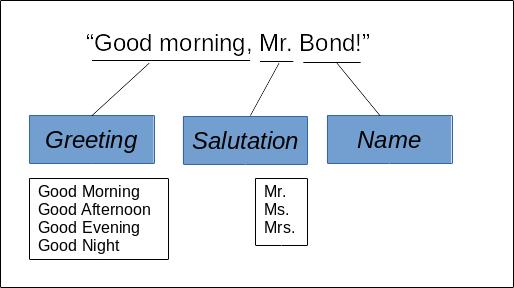 “Good morning, Mr. Bond!”
Greeting
Salutation
Name
Good Morning
Good Afternoon
Good Evening
Good Night
Mr.
Ms.
Mrs.